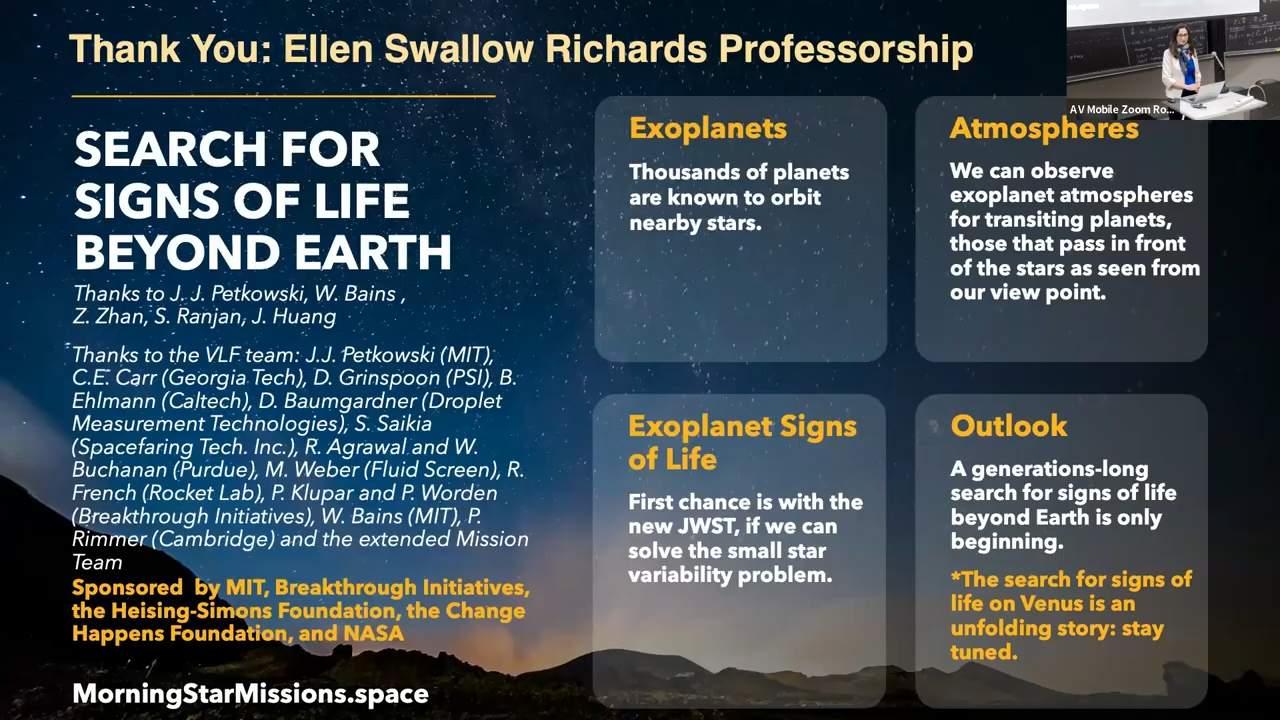 Thank You: Ellen Swallow Richards Professorship
SEARCH FOR
SIGNS OF LIFE
BEYOND EARTH
Thanks to J. J. Petkowski, W. Bains ,
Z. Zhan, S. Ranjan, J. Huang
Thanks to the VLF team: J.J. Petkowski (MIT),
C.E. Carr (Georgia Tech), D. Grinspoon (PSI), B.
Ehlmann (Caltech), D. Baumgardner (Droplet
Measurement Technologies), S. Saikia
(Spacefaring Tech. Inc.), R. Agrawal and W.
Buchanan (Purdue), M. Weber (Fluid Screen), R.
French (Rocket Lab), P. Klupar and P. Worden
(Breakthrough Initiatives), W. Bains (MIT), P.
Rimmer (Cambridge) and the extended Mission
Team
Sponsored by MIT, Breakthrough Initiatives,
the Heising-Simons Foundation, the Change
Happens Foundation, and NASA
MorningStarMissions.space
Exoplanets
Thousands of planets
are known to orbit
nearby stars.
Atmospheres
We can observe
exoplanet atmospheres
for transiting planets,
those that pass in front
of the stars as seen from
our view point.
Exoplanet Signs
of Life
First chance is with the
new JWST, if we can
solve the small star
variability problem.
Outlook
A generations-long
search for signs of life
beyond Earth is only
beginning.
*The search for signs of
life on Venus is an
unfolding story: stay
tuned.
AV Mobile Zoom Ro...